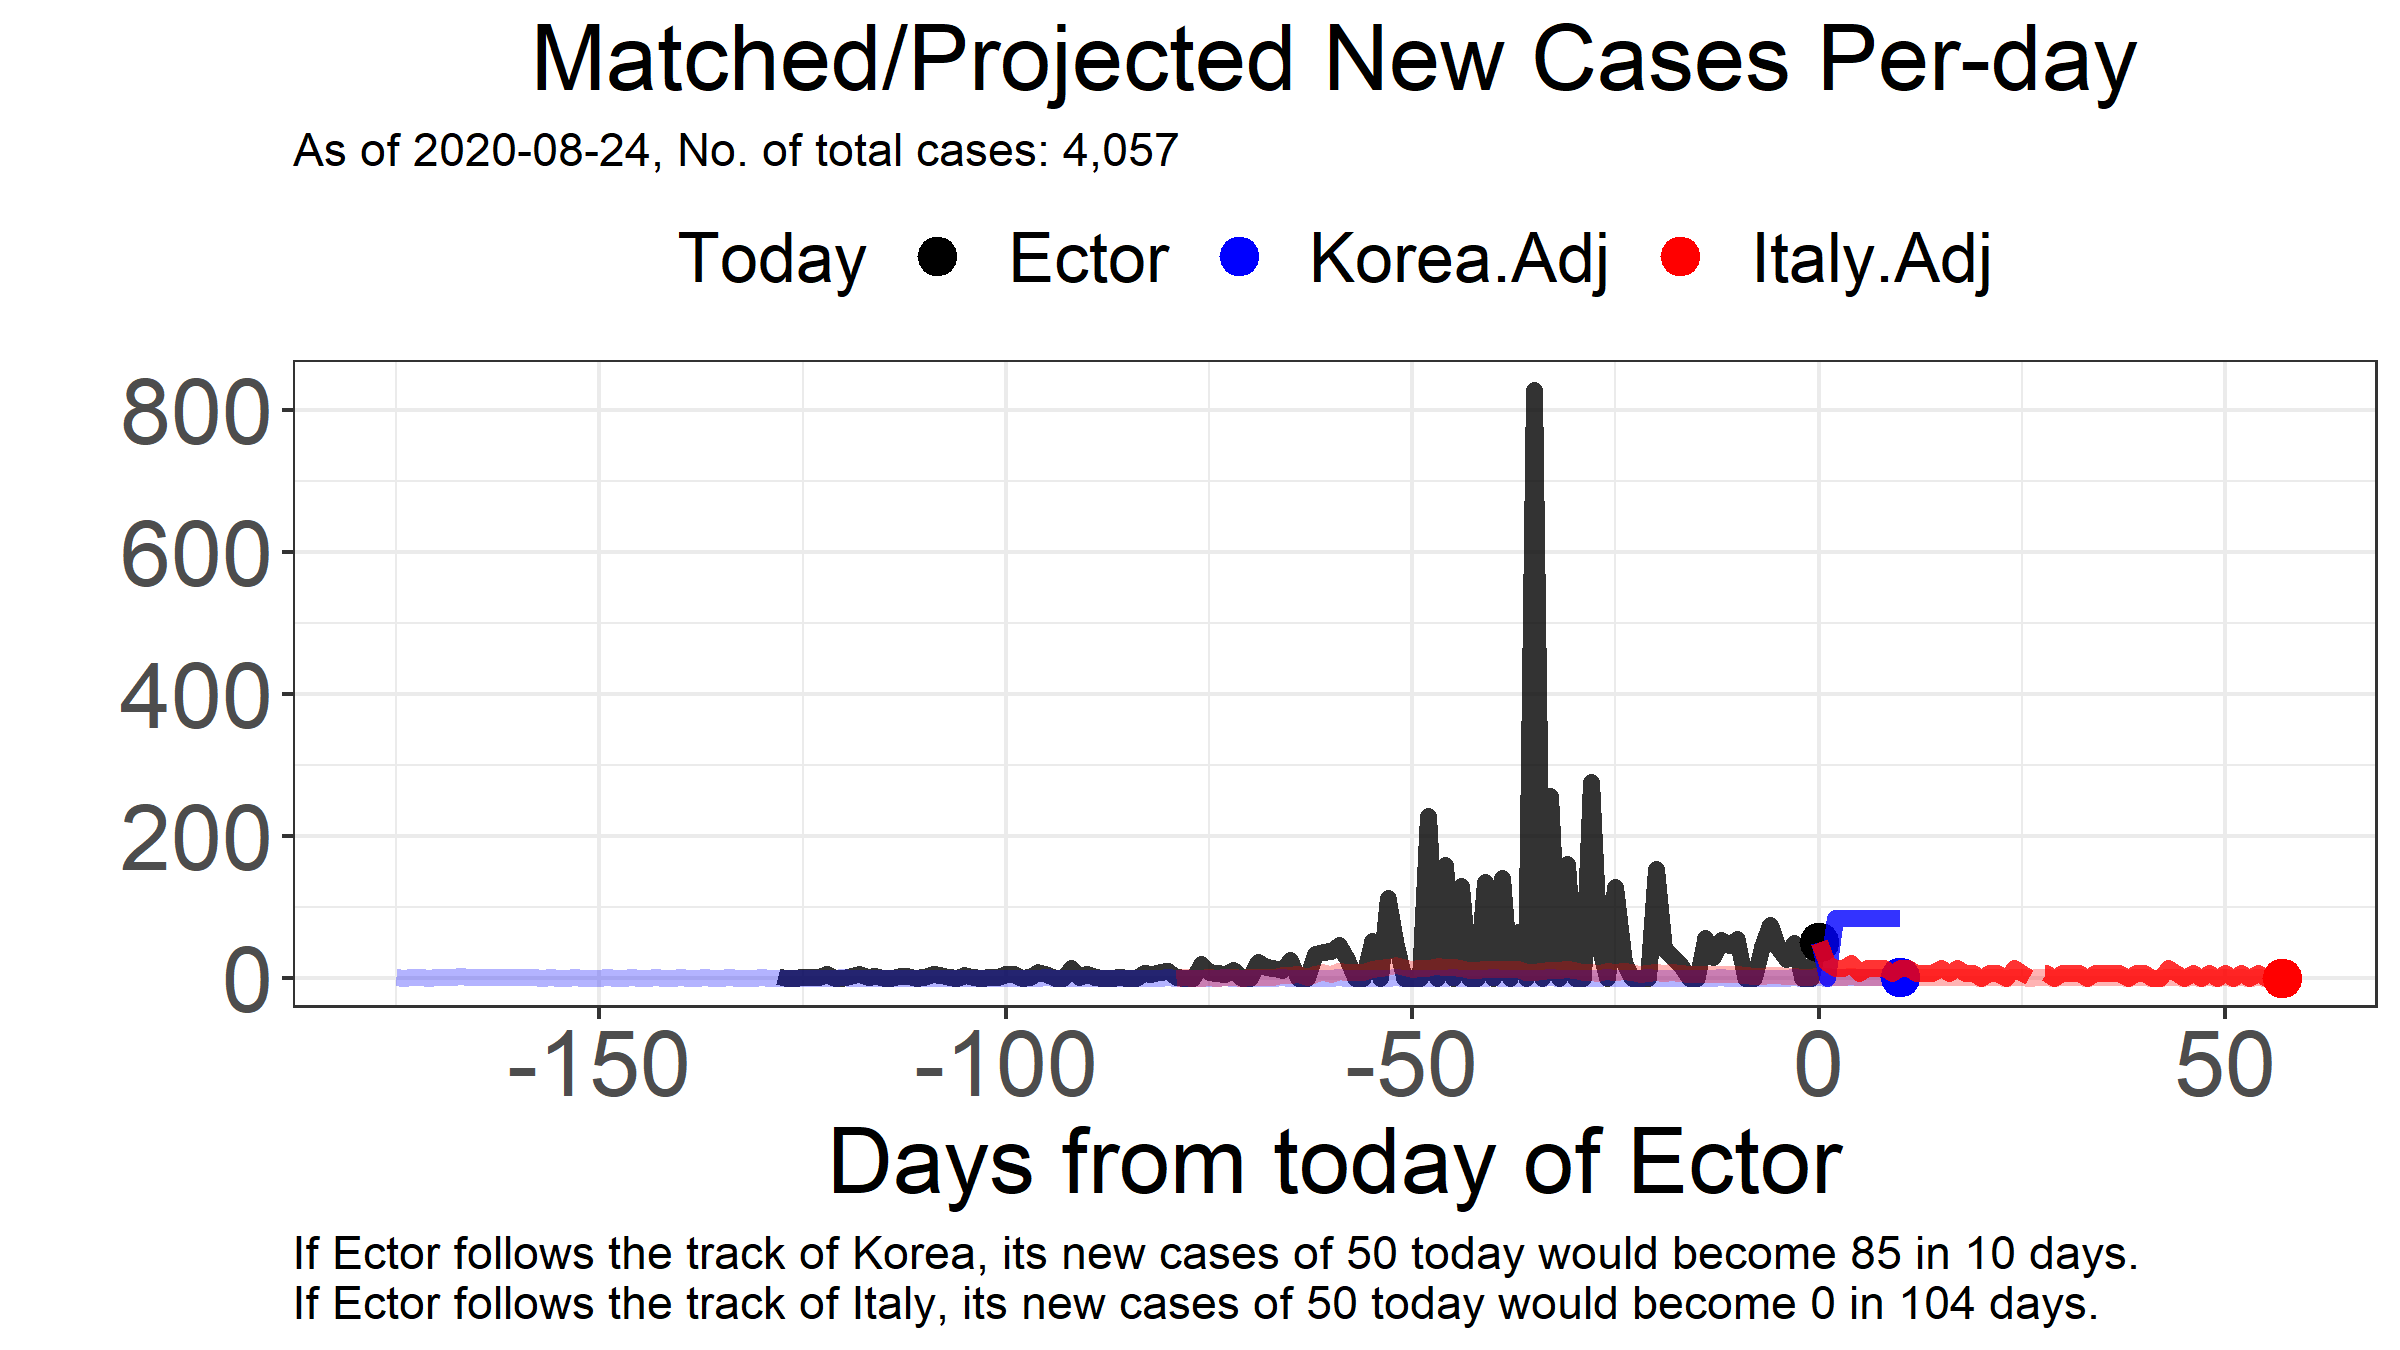 Matched/Projected New Cases Per-day
As of 2020-08-24, No. of total cases: 4,057
Today Ector Korea.Adj Italy.Adj
800
600
400
200
0
-150 -100 -50 0 50
Days from today of Ector
If Ector follows the track of Korea, its new cases of 50 today would become 85 in 10 days.
If Ector follows the track of Italy, its new cases of 50 today would become 0 in 104 days.